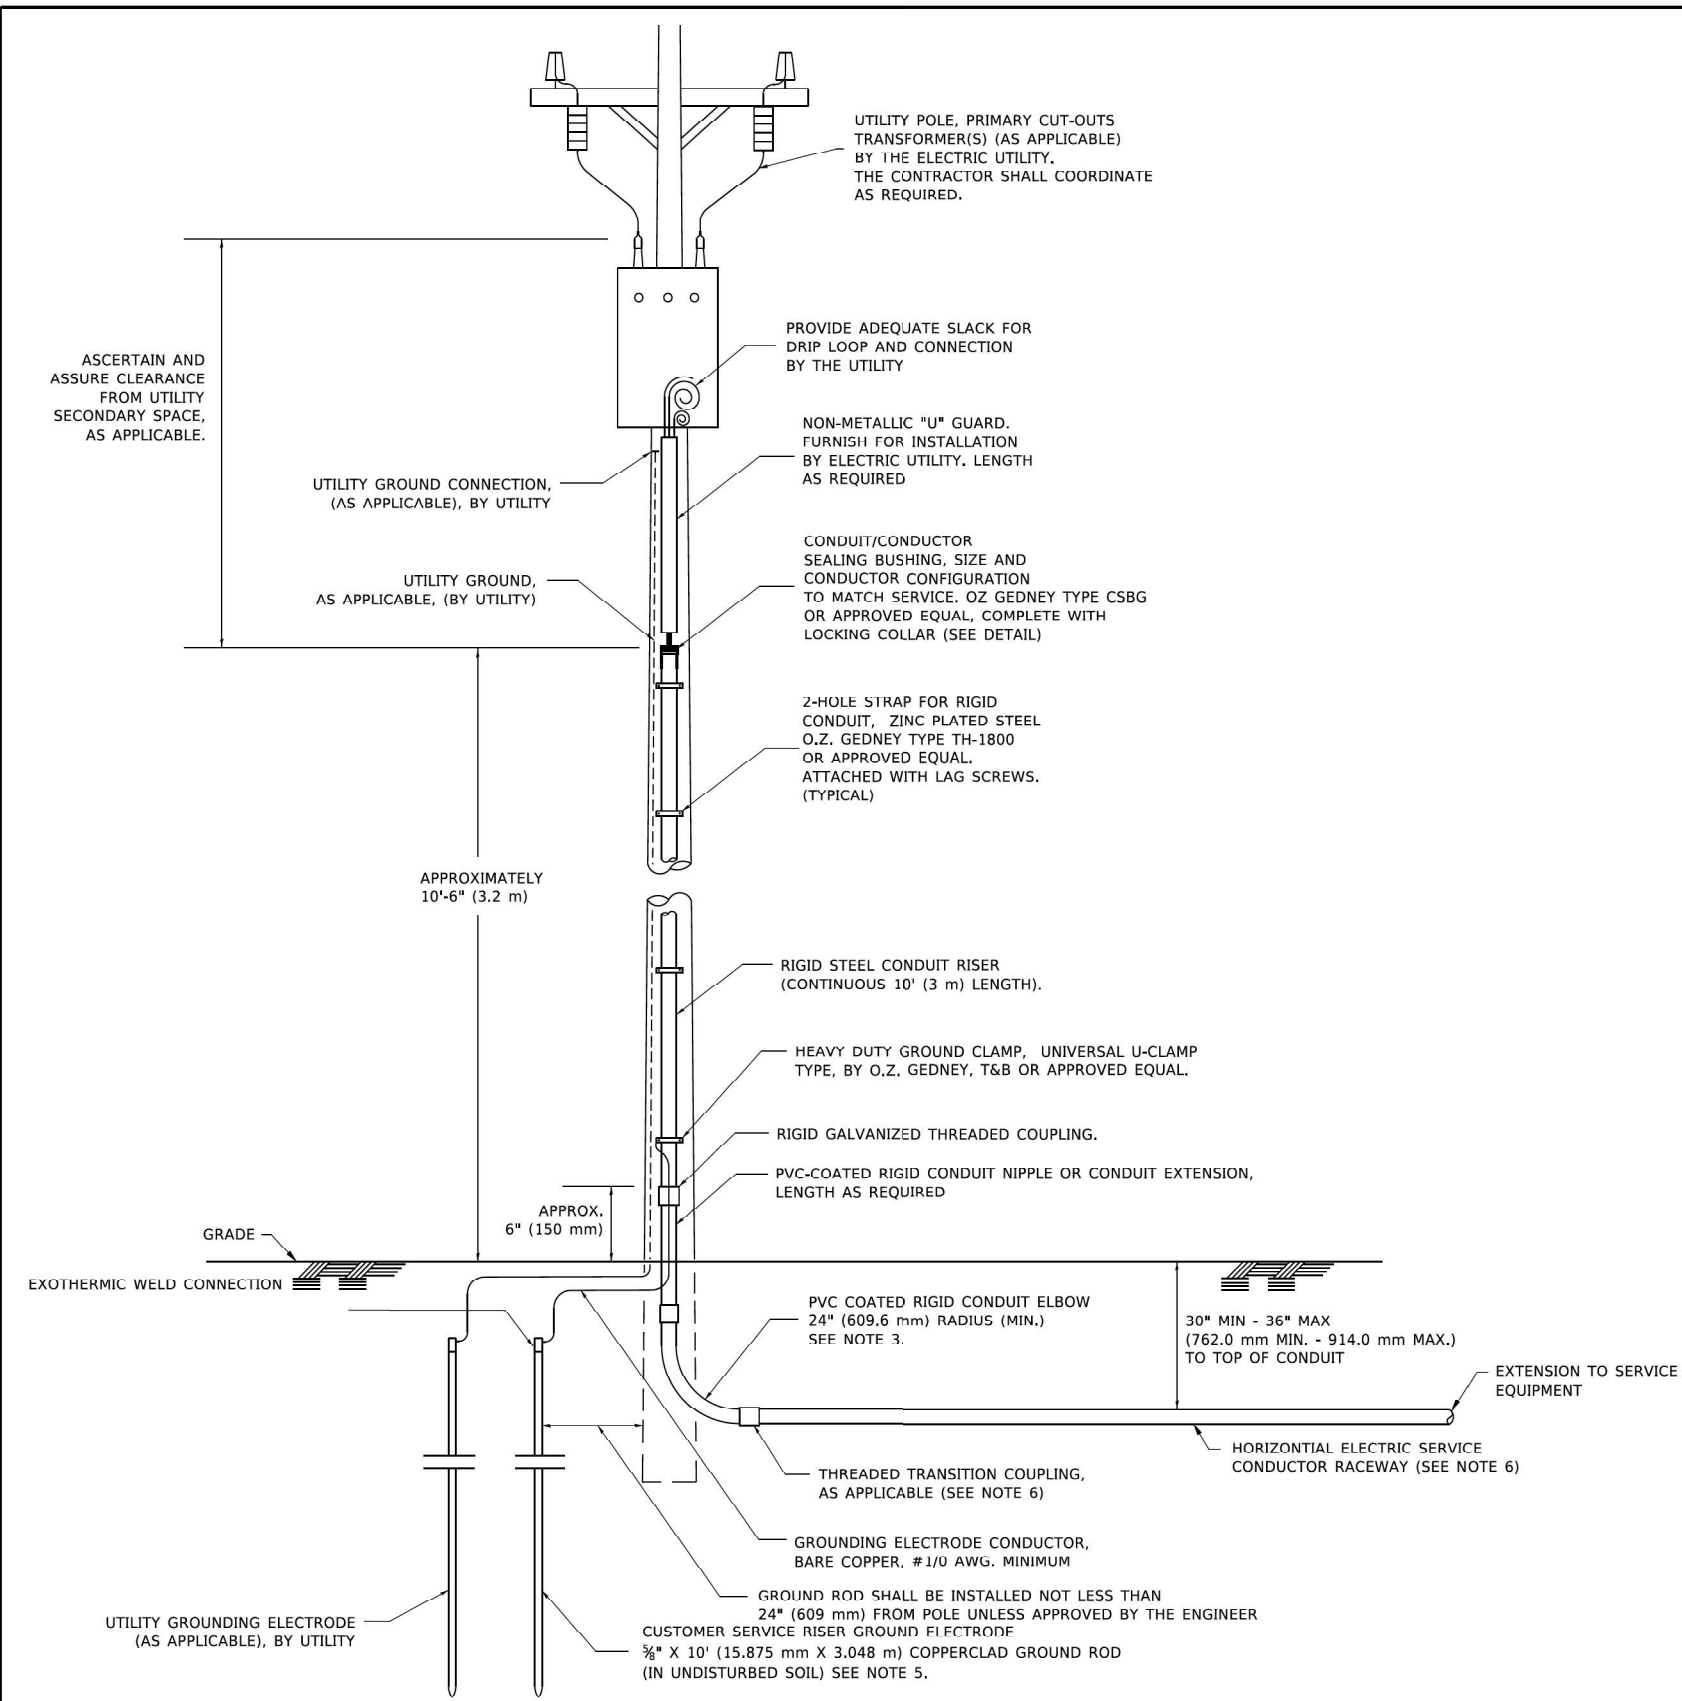 UTILITY POLE, PRIMARY CUT-OUTS
TRANSFORMER(S) (AS APPLICABLE)
BY THE ELECTRIC UTILITY.
THE CONTRACTOR SHALL COORDINATE
AS REQUIRED.
PROVIDE ADEQUATE SLACK FOR
DRIP LOOP AND CONNECTION
BY THE UTILITY
ASCERTAIN AND
ASSURE CLEARANCE
FROM UTILITY
SECONDARY SPACE,
AS APPLICABLE.
NON-METALLIC "U" GUARD.
FURNISH FOR INSTALLATION
BY ELECTRIC UTILITY. LENGTH
AS REQUIRED
UTILITY GROUND CONNECTION,
(AS APPLICABLE), BY UTILITY
CONDUIT/CONDUCTOR
SEALING BUSHING, SIZE AND
CONDUCTOR CONFIGURATION
TO MATCH SERVICE. OZ GEDNEY TYPE CSBG
OR APPROVED EQUAL, COMPLETE WITH
LOCKING COLLAR (SEE DETAIL)
UTILITY GROUND,
AS APPLICABLE, (BY UTILITY)
2-HOLE STRAP FOR RIGID
CONDUIT, ZINC PLATED STEEL
O.Z. GEDNEY TYPE TH-1800
OR APPROVED EQUAL.
ATTACHED WITH LAG SCREWS.
(TYPICAL)
APPROXIMATELY
10'-6" (3.2 m)
RIGID STEEL CONDUIT RISER
(CONTINUOUS 10' (3 m) LENGTH).
HEAVY DUTY GROUND CLAMP, UNIVERSAL U-CLAMP
TYPE, BY O.Z. GEDNEY, T&B OR APPROVED EQUAL.
RIGID GALVANIZED THREADED COUPLING.
PVC-COATED RIGID CONDUIT NIPPLE OR CONDUIT EXTENSION,
LENGTH AS REQUIRED
APPROX.
6" (150 mm)
GRADE
EXOTHERMIC WELD CONNECTION
PVC COATED RIGID CONDUIT ELBOW
24" (609.6 mm) RADIUS (MIN.)
SEE NOTE 3.
30" MIN - 36" MAX
(762.0 mm MIN. - 914.0 mm MAX.)
TO TOP OF CONDUIT
EXTENSION TO SERVICE
EQUIPMENT
HORIZONTIAL ELECTRIC SERVICE
CONDUCTOR RACEWAY (SEE NOTE 6)
THREADED TRANSITION COUPLING,
AS APPLICABLE (SEE NOTE 6)
GROUNDING ELECTRODE CONDUCTOR,
BARE COPPER, #1/0 AWG. MINIMUM
GROUND ROD SHALL BE INSTALLED NOT LESS THAN
24" (609 mm) FROM POLE UNLESS APPROVED BY THE ENGINEER
UTILITY GROUNDING ELECTRODE
(AS APPLICABLE), BY UTILITY
CUSTOMER SERVICE RISER GROUND ELECTRODE
⅝" X 10' (15.875 mm X 3.048 m) COPPERCLAD GROUND ROD
(IN UNDISTURBED SOIL) SEE NOTE 5.